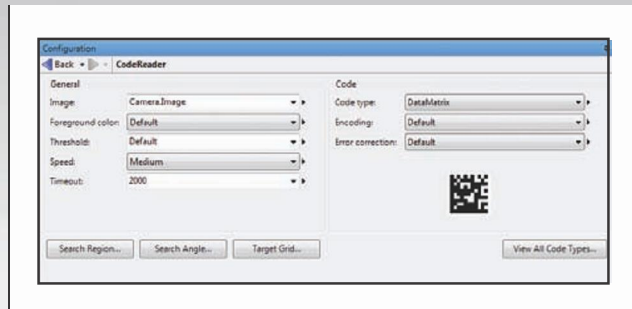 Configuration
Back CodeReader
General
Image: Camera.Image
Foreground color: Default
Threshold: Default
Speed: Medium
Timeout: 2000
Code
Code type: DataMatrix
Encoding: Default
Error correction: Default
Search Region... Search Angle... Target Grid... View All Code Types...